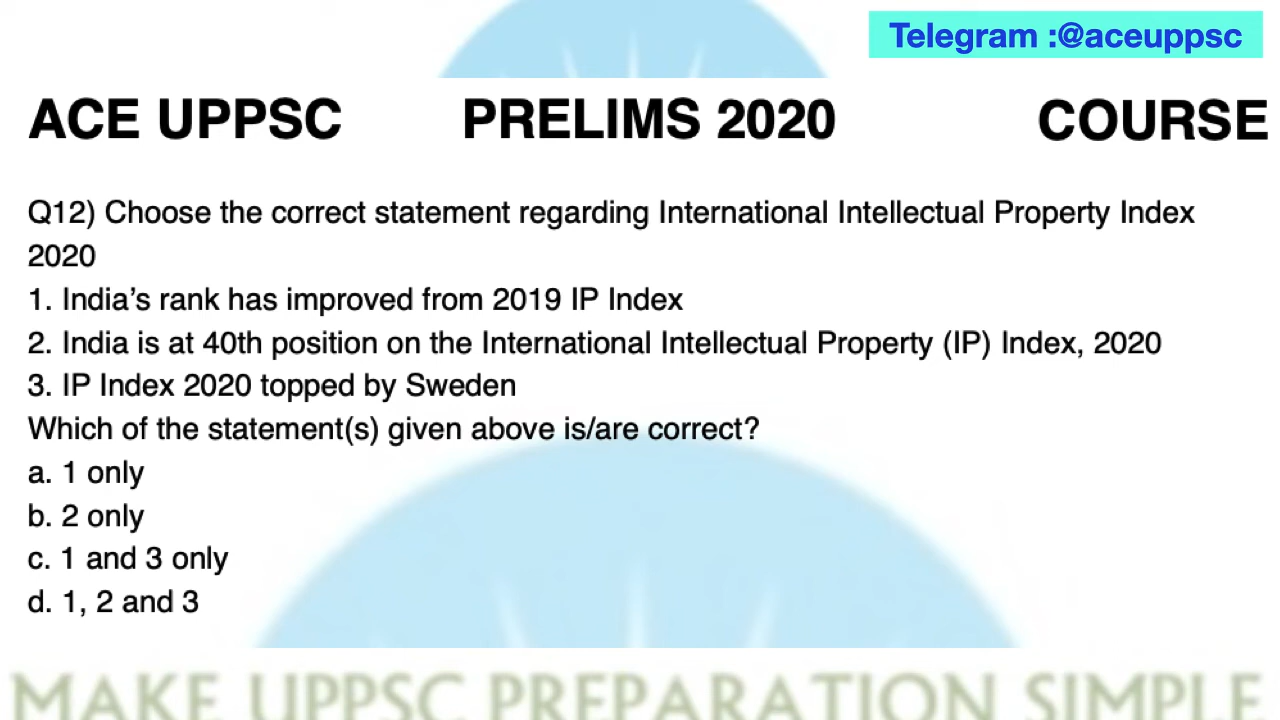 Telegram :@aceuppsc
ACE UPPSC PRELIMS 2020 COURSE
Q12) Choose the correct statement regarding International Intellectual Property Index
2020
1. India’s rank has improved from 2019 IP Index
2. India is at 40th position on the International Intellectual Property (IP) Index, 2020
3. IP Index 2020 topped by Sweden
Which of the statement(s) given above is/are correct?
a. 1 only
b. 2 only
c. 1 and 3 only
d. 1, 2 and 3
MAKE UPPSC PREPARATION SIMPLE